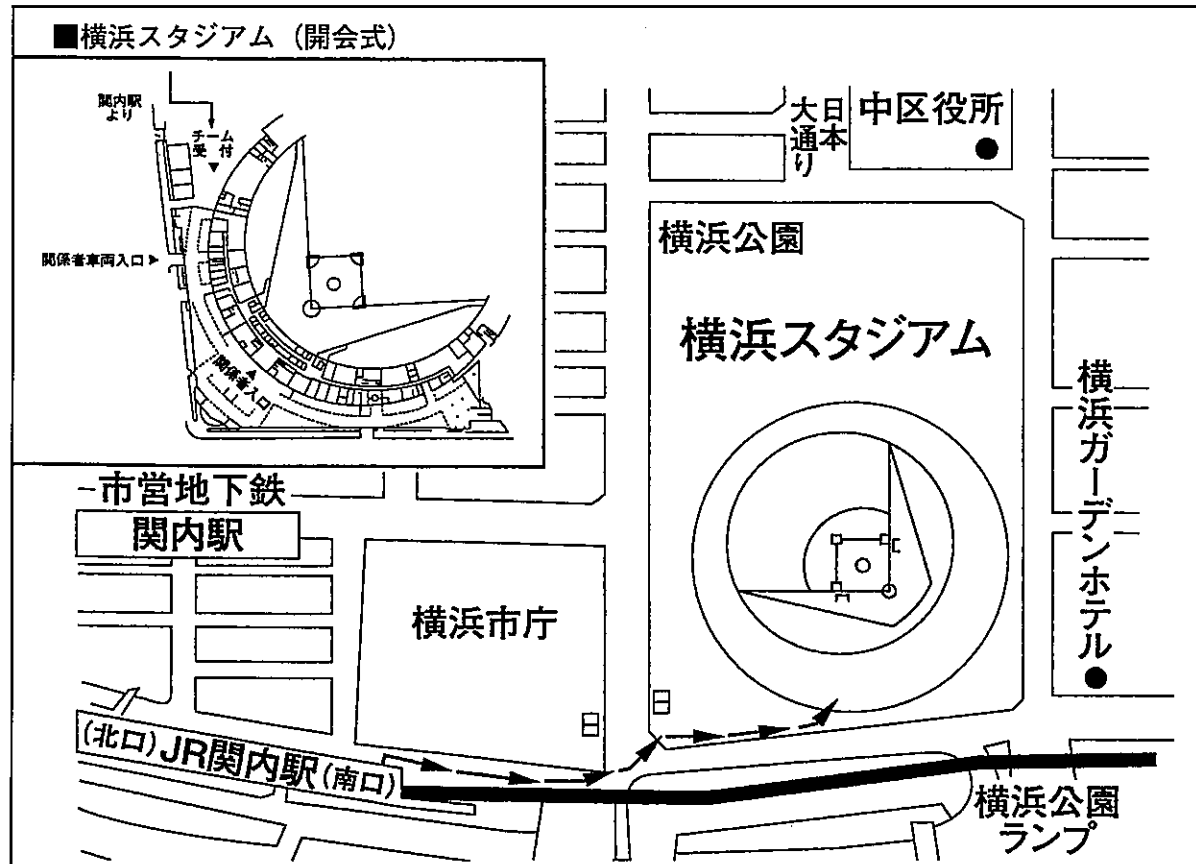 ■横浜スタジアム（開会式）
関内駅
より
チーム
受付
関係者車両入口
関係者入口
日本
大通り
中区役所
横浜公園
横浜スタジアム
横浜ガーデンホテル
市営地下鉄
関内駅
横浜市庁
(北口)JR関内駅(南口)
横浜公園
ランプ